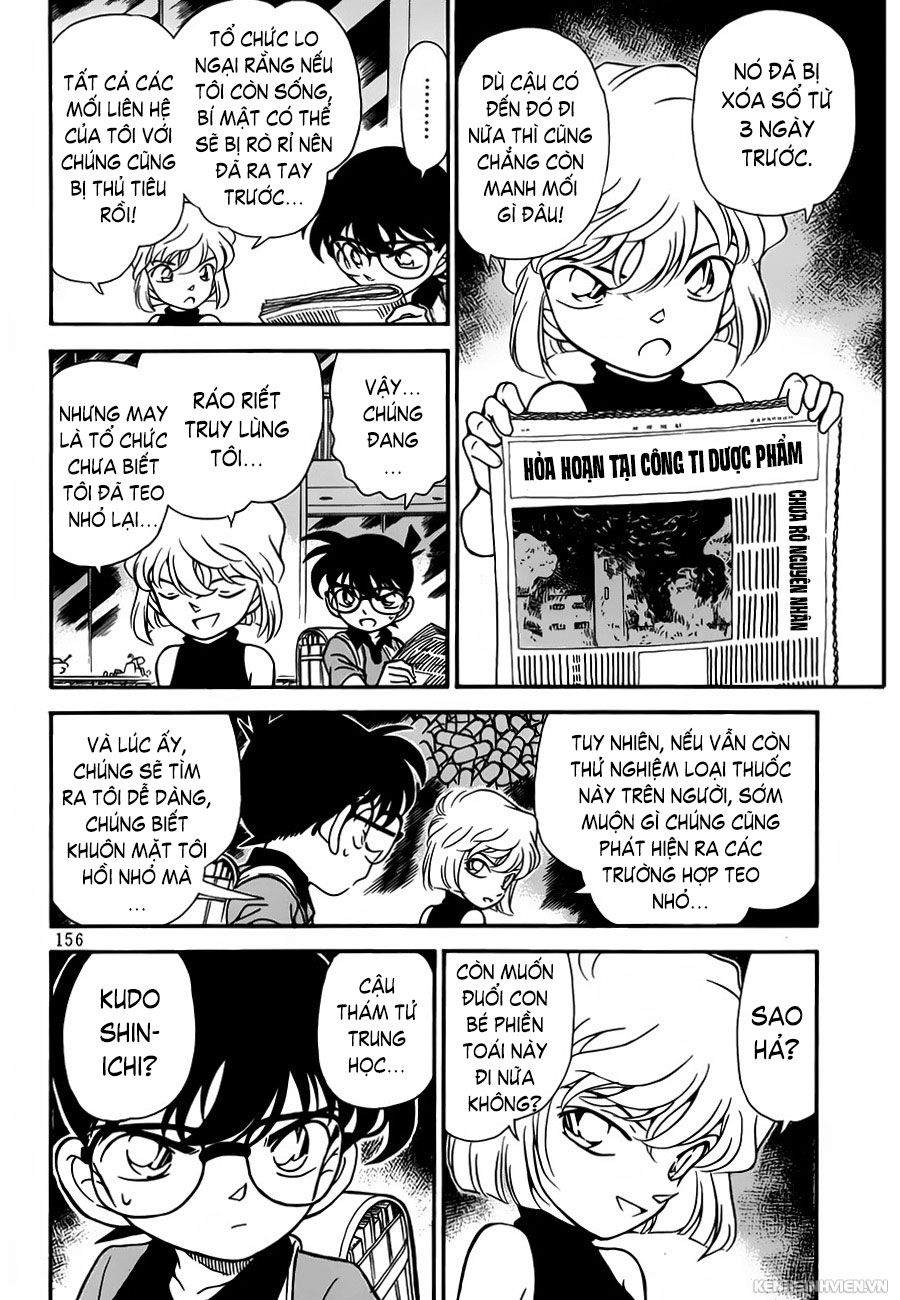 NÓ ĐÃ BỊ
XÓA SỔ TỪ
3 NGÀY
TRƯỚC.
DÙ CẬU CÓ
ĐẾN ĐÓ ĐI
NỮA THÌ CŨNG
CHẲNG CÒN
MANH MỐI
GÌ ĐÂU!
HỎA HOẠN TẠI CÔNG TI DƯỢC PHẨM
CHƯA RÕ NGUYÊN NHÂN
.........
TỔ CHỨC LO
NGẠI RẰNG NẾU
TÔI CÒN SỐNG,
BÍ MẬT CÓ THỂ
SẼ BỊ RÒ RỈ NÊN
ĐÃ RA TAY
TRƯỚC...
TẤT CẢ CÁC
MỐI LIÊN HỆ
CỦA TÔI VỚI
CHÚNG CŨNG
BỊ THỦ TIÊU
RỒI!
VẬY...
CHÚNG
ĐANG
...
RÁO RIẾT
TRUY LÙNG
TÔI...
NHƯNG MAY
LÀ TỔ CHỨC
CHƯA BIẾT
TÔI ĐÃ TEO
NHỎ LẠI...
TUY NHIÊN, NẾU VẪN CÒN
THỬ NGHIỆM LOẠI THUỐC
NÀY TRÊN NGƯỜI, SỚM
MUỘN GÌ CHÚNG CŨNG
PHÁT HIỆN RA CÁC
TRƯỜNG HỢP TEO
NHỎ...
VÀ LÚC ẤY,
CHÚNG SẼ TÌM
RA TÔI DỄ DÀNG,
CHÚNG BIẾT
KHUÔN MẶT TÔI
HỒI NHỎ MÀ
...
156
SAO
HẢ?
CÒN MUỐN
ĐUỔI CON
BÉ PHIỀN
TOÁI NÀY
ĐI NỮA
KHÔNG?
CẬU
THÁM TỬ
TRUNG
HỌC...
KUDO
SHIN-
ICHI?